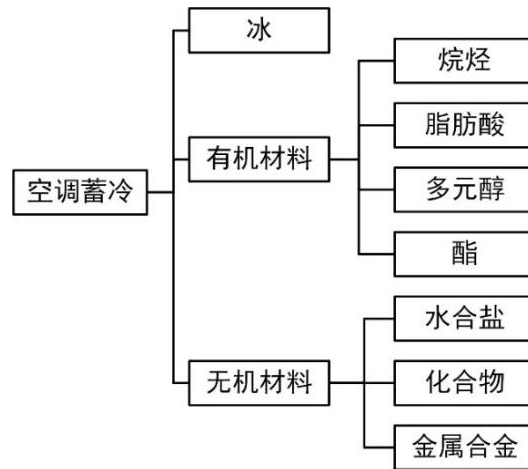 冰
烷烃
脂肪酸
有机材料
空调蓄冷
多元醇
酯
水合盐
无机材料
化合物
金属合金